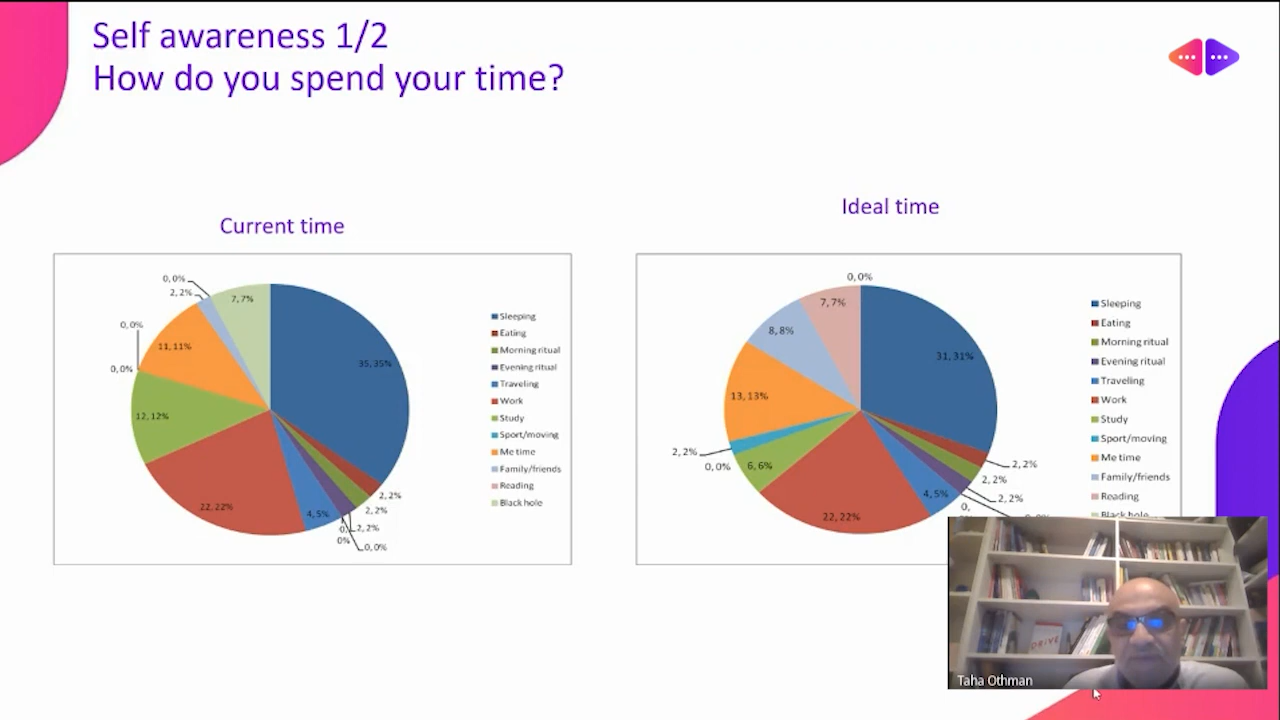 Self awareness 1/2
How do you spend your time?
Current time
0, 0%
2, 2%
7, 7%
0, 0%
11, 11%
35, 35%
0, 0%
12, 12%
22, 22%
4, 5%
2, 2%
2, 2%
0,
0%
2, 2%
0, 0%
Sleeping
Eating
Morning ritual
Evening ritual
Traveling
Work
Study
Sport/moving
Me time
Family/friends
Reading
Black hole
Ideal time
0, 0%
7, 7%
8, 8%
31, 31%
13, 13%
2, 2%
0, 0%
6, 6%
22, 22%
4, 5%
2, 2%
2, 2%
2, 2%
0,
Sleeping
Eating
Morning ritual
Evening ritual
Traveling
Work
Study
Sport/moving
Me time
Family/friends
Reading
Black hole
DRIVE
Taha Othman